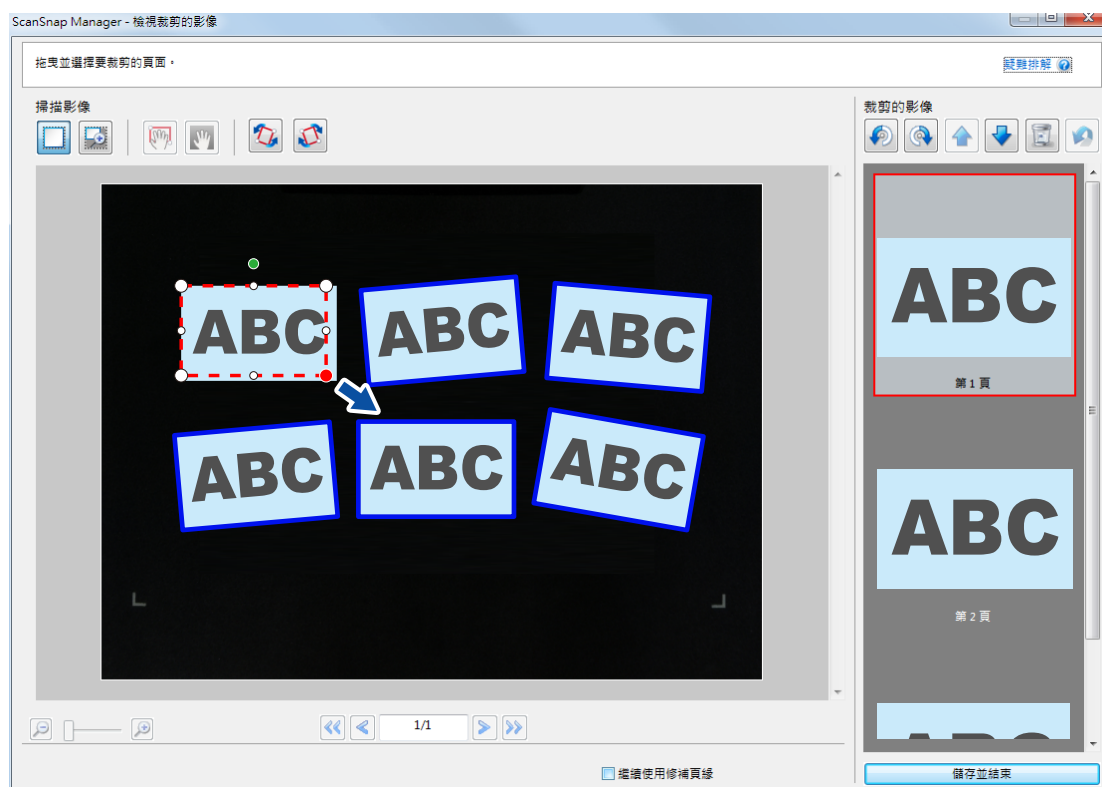 ScanSnap Manager - 檢視裁剪的影像
拖曳並選擇要裁剪的頁面。
疑難排解
掃描影像
裁剪的影像
ABC
ABC
ABC
ABC
ABC
ABC
ABC
第 1 頁
ABC
第 2 頁
ABC
1/1
繼續使用修補頁緣
儲存並結束